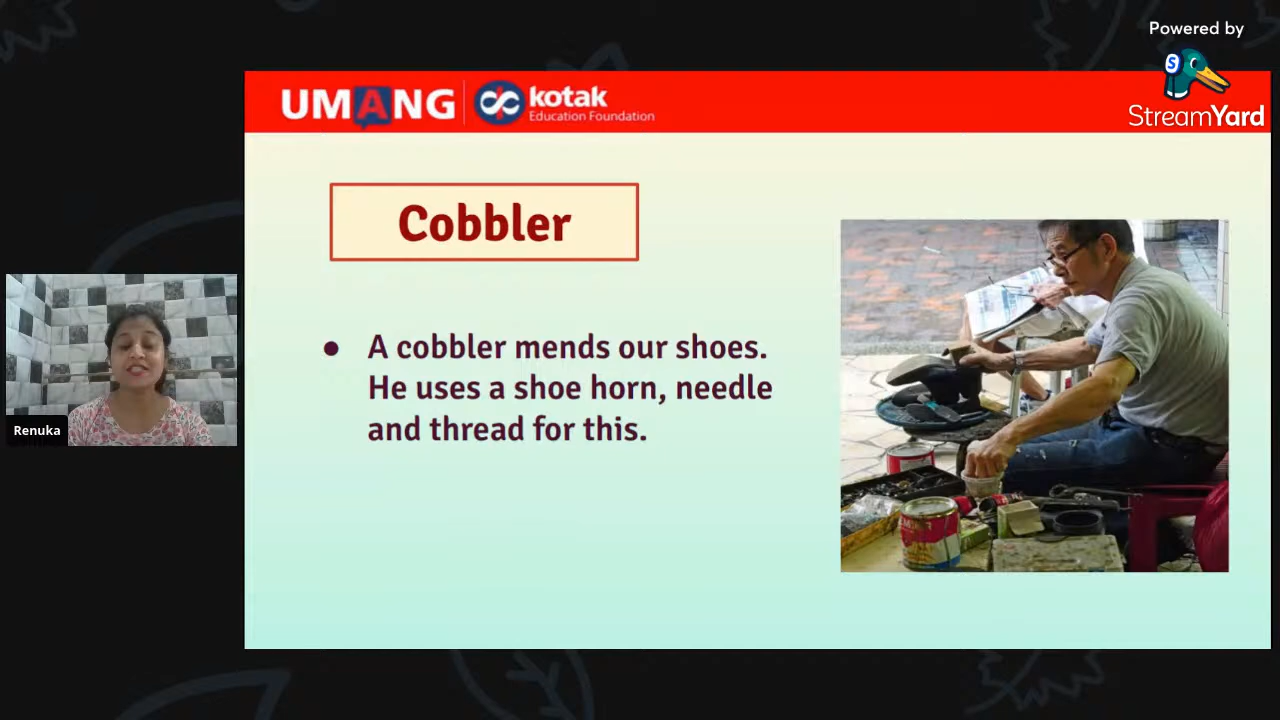 Powered by
StreamYard
UMANG
kotak
Education Foundation
Cobbler
A cobbler mends our shoes.
He uses a shoe horn, needle
and thread for this.
Renuka